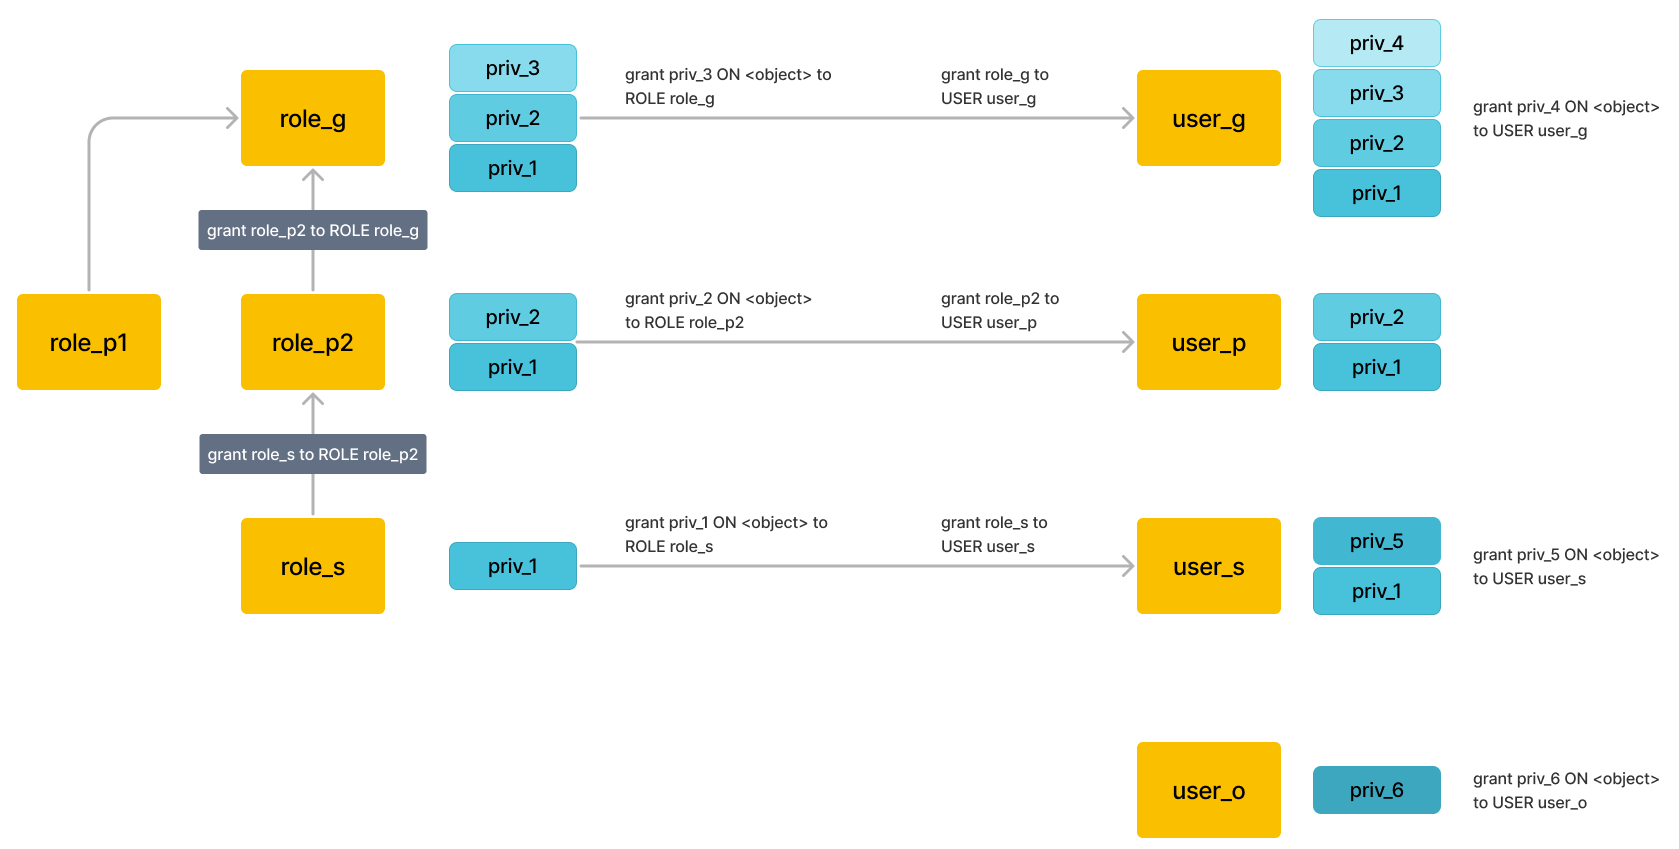 role_g
priv_3
priv_2
priv_1
grant priv_3 ON <object> to
ROLE role_g
grant role_g to
USER user_g
user_g
priv_4
priv_3
priv_2
priv_1
grant priv_4 ON <object>
to USER user_g
grant role_p2 to ROLE role_g
role_p1
role_p2
priv_2
priv_1
grant priv_2 ON <object>
to ROLE role_p2
grant role_p2 to
USER user_p
user_p
priv_2
priv_1
grant role_s to ROLE role_p2
role_s
priv_1
grant priv_1 ON <object> to
ROLE role_s
grant role_s to
USER user_s
user_s
priv_5
priv_1
grant priv_5 ON <object>
to USER user_s
user_o
priv_6
grant priv_6 ON <object>
to USER user_o